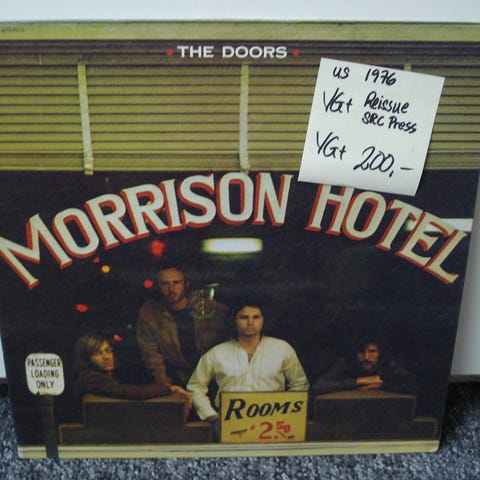 STEREO
★ THE DOORS ★
US 1976
VG+ Reissue
SRC Press
VG+ 200,-
MORRISON HOTEL
PASSENGER
LOADING
ONLY
ROOMS
FROM $2.50